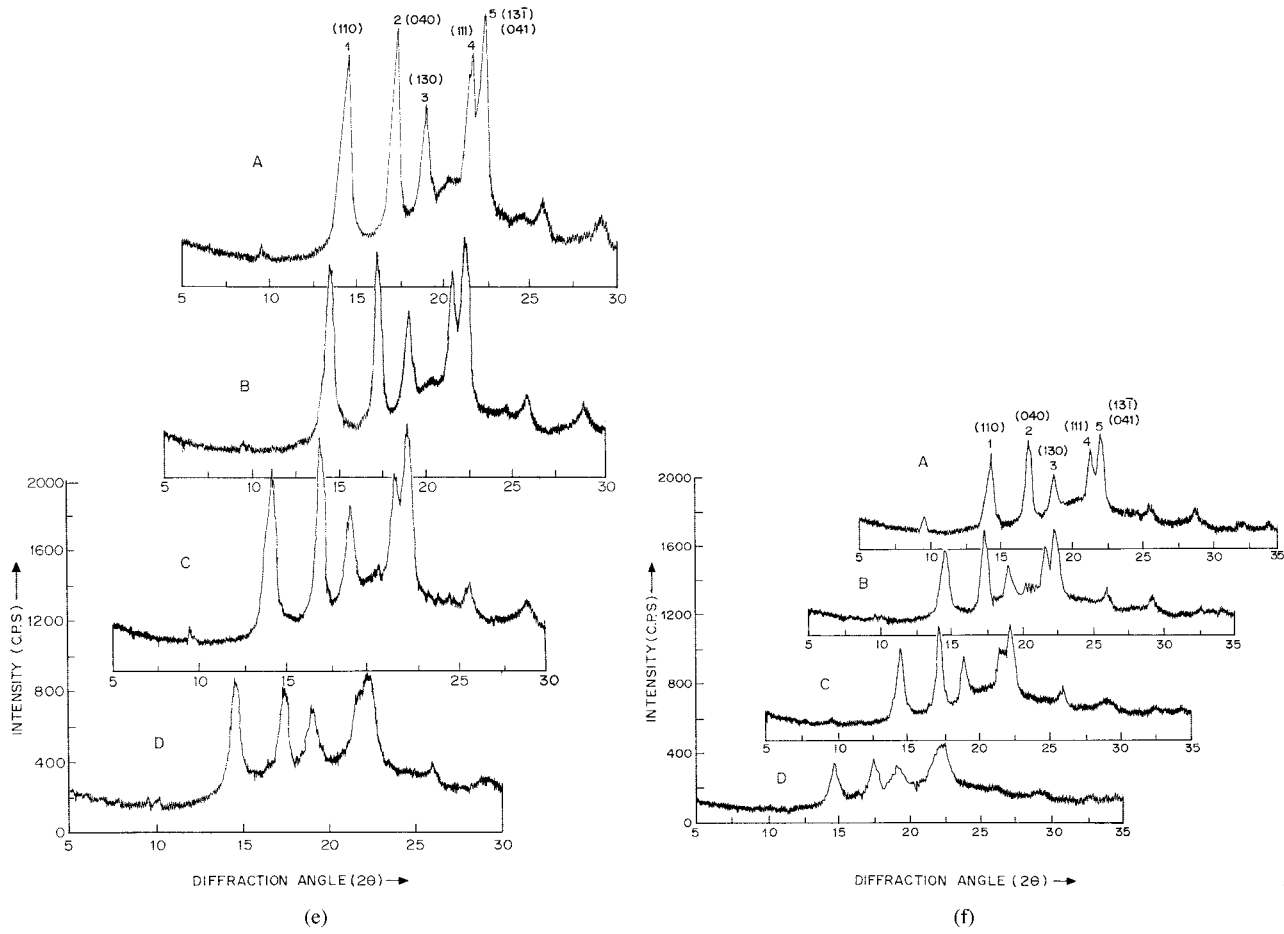 5 (13Ī)
(110) 2 (040) (111) (041)
1 4
(130)
3
A
5 10 15 20 25 30
B
5 10 15 20 25 30
2000
1600
C
1200
5 10 15 20 25 30
800
D
400
0
5 10 15 20 25 30
INTENSITY (C.P.S)
DIFFRACTION ANGLE (2θ)
(e)
(13Ī)
(110) (040) (111) 5 (041)
1 2 4
(130)
3
A
5 10 15 20 25 30 35
2000
1600
B
1200
5 10 15 20 25 30 35
C
800
5 10 15 20 25 30 35
400
D
0
5 10 15 20 25 30 35
INTENSITY (C.P.S)
DIFFRACTION ANGLE (2θ)
(f)